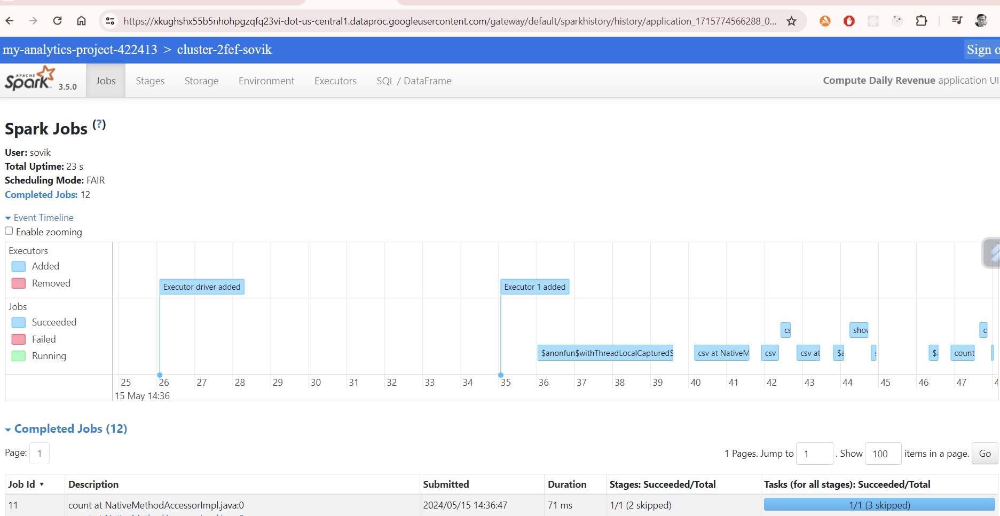 https://xkughshx55b5nhohpgzqfq23vi-dot-us-central1.dataproc.googleusercontent.com/gateway/default/sparkhistory/history/application_1715774566288_0...
my-analytics-project-422413 > cluster-2fef-sovik
Sign o
APACHE Spark 3.5.0 Jobs Stages Storage Environment Executors SQL / DataFrame Compute Daily Revenue application UI
Spark Jobs (?)
User: sovik
Total Uptime: 23 s
Scheduling Mode: FAIR
Completed Jobs: 12
Event Timeline
Enable zooming
Executors
Added
Removed
Executor driver added Executor 1 added
Jobs
Succeeded
Failed
Running
cs show c
$anonfun$withThreadLocalCaptured$ csv at NativeM csv csv at $a $a count
25 26 27 28 29 30 31 32 33 34 35 36 37 38 39 40 41 42 43 44 45 46 47 4
15 May 14:36
Completed Jobs (12)
Page: 1 1 Pages. Jump to 1 . Show 100 items in a page. Go
Job Id ▾ Description Submitted Duration Stages: Succeeded/Total Tasks (for all stages): Succeeded/Total
11 count at NativeMethodAccessorImpl.java:0 2024/05/15 14:36:47 71 ms 1/1 (2 skipped) 1/1 (3 skipped)